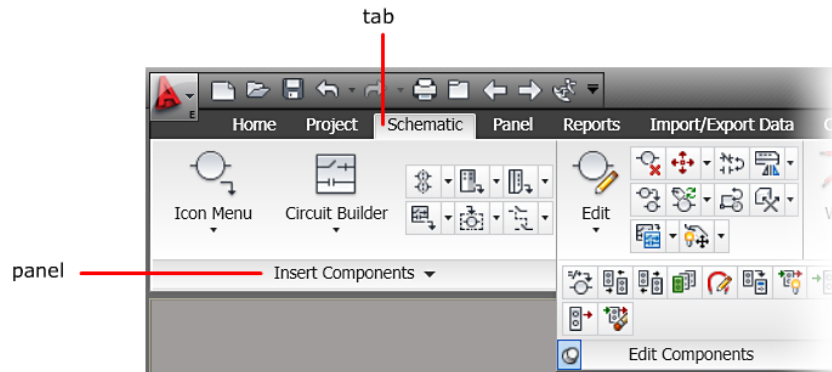 tab
E
Home Project Schematic Panel Reports Import/Export Data
Icon Menu Circuit Builder Edit
panel
Insert Components
Edit Components